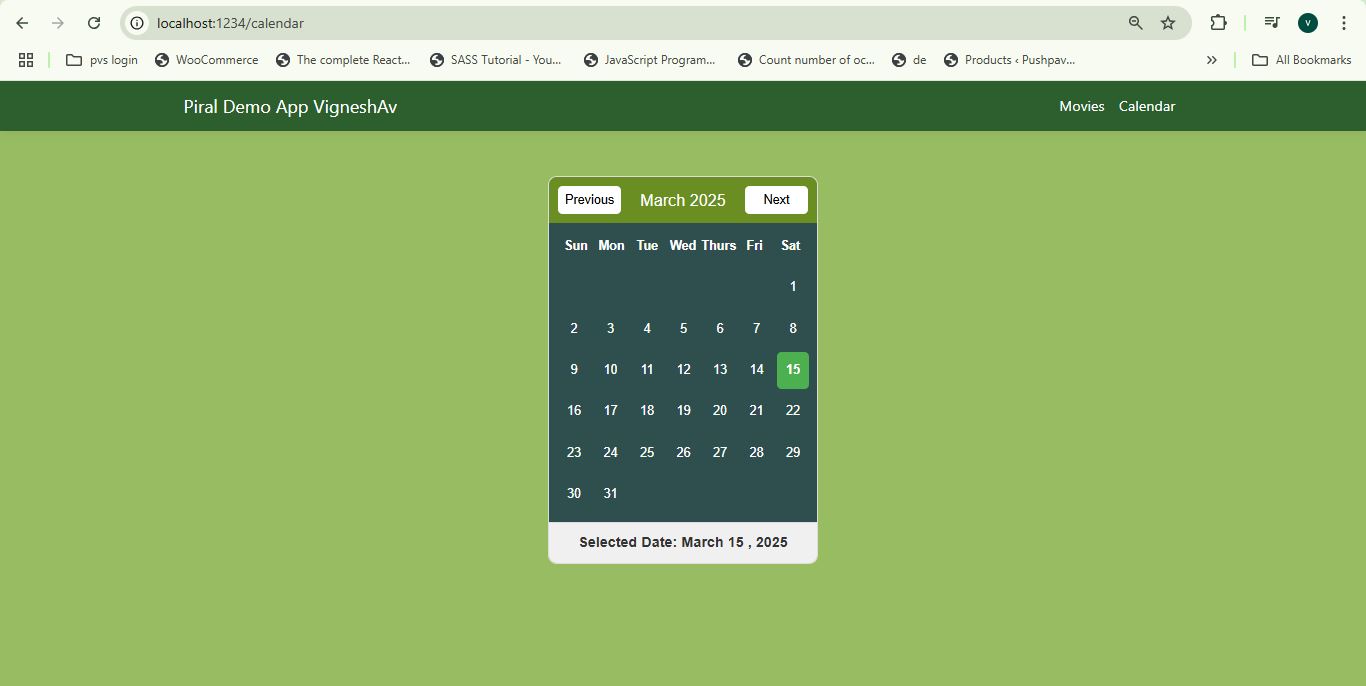 localhost:1234/calendar
V
pvs login WooCommerce The complete React... SASS Tutorial - You... JavaScript Program... Count number of oc... de Products ‹ Pushpav... » All Bookmarks
Piral Demo App VigneshAv Movies Calendar
Previous March 2025 Next
Sun Mon Tue Wed Thurs Fri Sat
1
2 3 4 5 6 7 8
9 10 11 12 13 14 15
16 17 18 19 20 21 22
23 24 25 26 27 28 29
30 31
Selected Date: March 15 , 2025